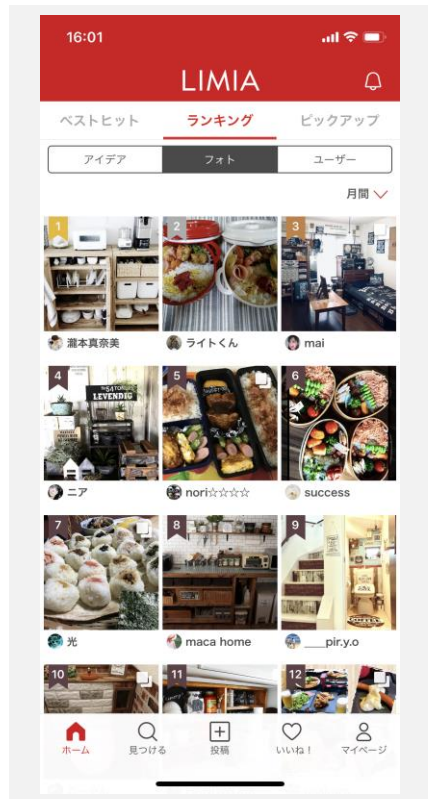 16:01
LIMIA
ベストヒット ランキング ピックアップ
アイデア フォト ユーザー
月間
1 2 3
瀧本真奈美 ライトくん mai
4 5 6
LEVENDIG
ニア nori☆☆☆☆ success
7 8 9
光 maca home ___pir.y.o
10 11 12
ホーム 見つける 投稿 いいね! マイページ